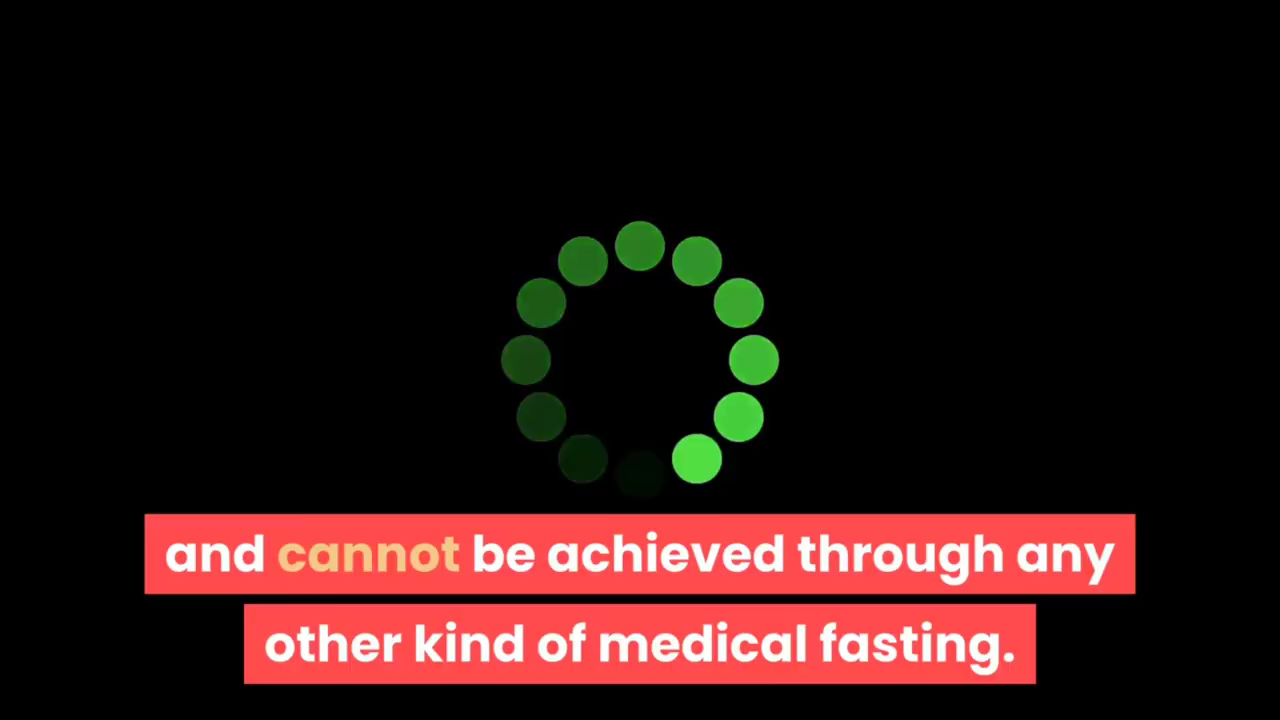 and cannot be achieved through any
other kind of medical fasting.